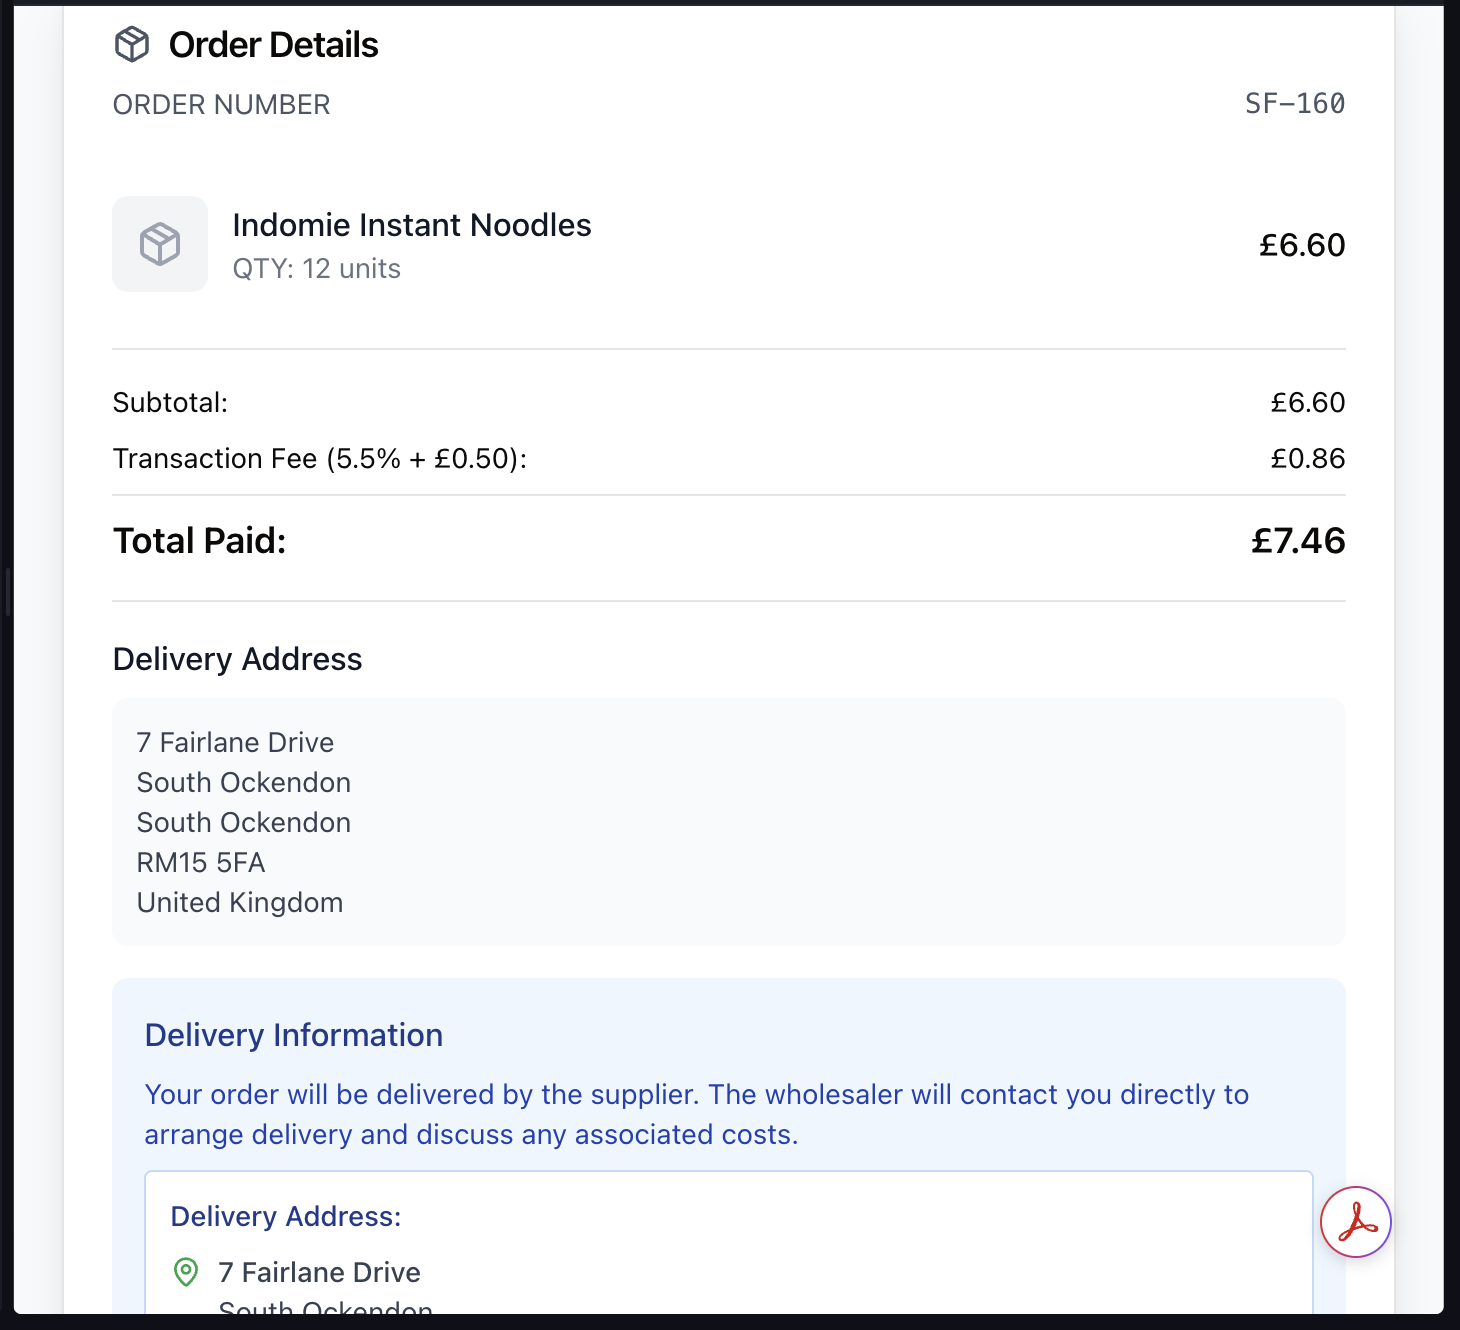 Order Details
ORDER NUMBER SF-160
Indomie Instant Noodles
QTY: 12 units
£6.60
Subtotal: £6.60
Transaction Fee (5.5% + £0.50): £0.86
Total Paid: £7.46
Delivery Address
7 Fairlane Drive
South Ockendon
South Ockendon
RM15 5FA
United Kingdom
Delivery Information
Your order will be delivered by the supplier. The wholesaler will contact you directly to
arrange delivery and discuss any associated costs.
Delivery Address:
7 Fairlane Drive
South Ockendon